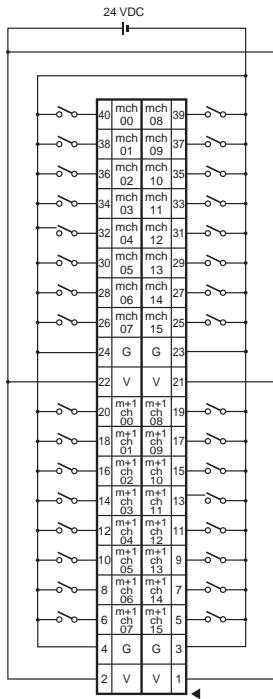 24 VDC
40 mch 00 mch 08 39
38 mch 01 mch 09 37
36 mch 02 mch 10 35
34 mch 03 mch 11 33
32 mch 04 mch 12 31
30 mch 05 mch 13 29
28 mch 06 mch 14 27
26 mch 07 mch 15 25
24 G G 23
22 V V 21
20 m+1 ch 00 m+1 ch 08 19
18 m+1 ch 01 m+1 ch 09 17
16 m+1 ch 02 m+1 ch 10 15
14 m+1 ch 03 m+1 ch 11 13
12 m+1 ch 04 m+1 ch 12 11
10 m+1 ch 05 m+1 ch 13 9
8 m+1 ch 06 m+1 ch 14 7
6 m+1 ch 07 m+1 ch 15 5
4 G G 3
2 V V 1